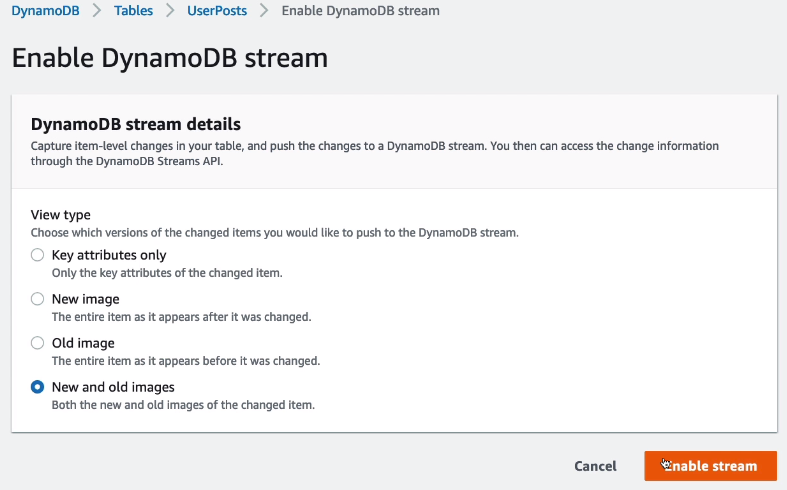 DynamoDB > Tables > UserPosts > Enable DynamoDB stream
Enable DynamoDB stream
DynamoDB stream details
Capture item-level changes in your table, and push the changes to a DynamoDB stream. You then can access the change information
through the DynamoDB Streams API.
View type
Choose which versions of the changed items you would like to push to the DynamoDB stream.
Key attributes only
Only the key attributes of the changed item.
New image
The entire item as it appears after it was changed.
Old image
The entire item as it appears before it was changed.
New and old images
Both the new and old images of the changed item.
Cancel Enable stream